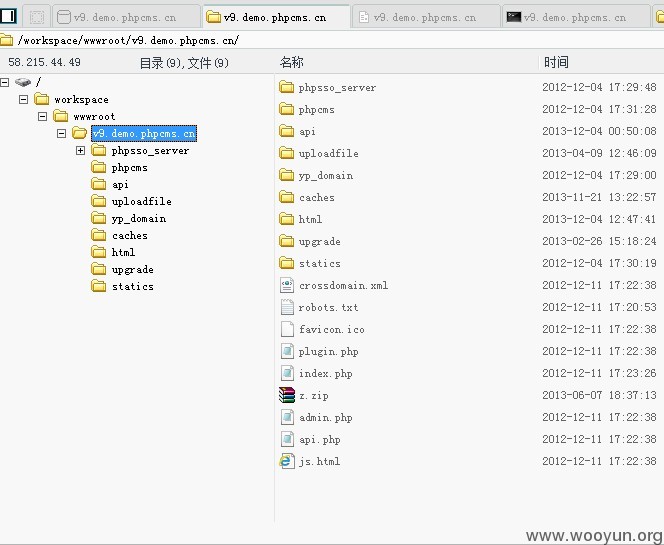 v9.demo.phpcms.cn v9.demo.phpcms.cn v9.demo.phpcms.cn v9.demo.phpcms.cn
/workspace/wwwroot/v9.demo.phpcms.cn/
58.215.44.49 目录(9),文件(9) 名称 时间
/
workspace
wwwroot
v9.demo.phpcms.cn
phpsso_server
phpcms
api
uploadfile
yp_domain
caches
html
upgrade
statics
phpsso_server 2012-12-04 17:29:48
phpcms 2012-12-04 17:31:28
api 2013-12-04 00:50:08
uploadfile 2013-04-09 12:46:09
yp_domain 2012-12-04 17:29:00
caches 2013-11-21 13:22:57
html 2013-12-04 12:47:41
upgrade 2013-02-26 15:18:24
statics 2012-12-04 17:30:19
crossdomain.xml 2012-12-11 17:22:38
robots.txt 2012-12-11 17:20:53
favicon.ico 2012-12-11 17:22:38
plugin.php 2012-12-11 17:22:38
index.php 2012-12-11 17:23:26
z.zip 2013-06-07 18:37:13
admin.php 2012-12-11 17:22:38
api.php 2012-12-11 17:22:38
js.html 2012-12-11 17:22:38
www.wooyun.org